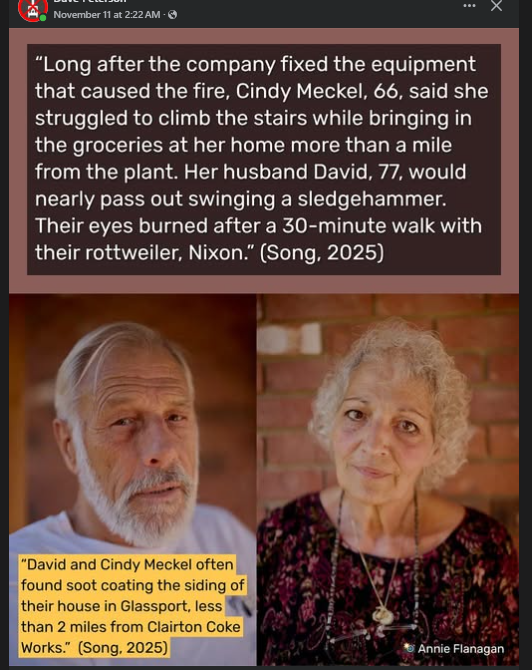 Dave Peterson
November 11 at 2:22 AM ·
“Long after the company fixed the equipment
that caused the fire, Cindy Meckel, 66, said she
struggled to climb the stairs while bringing in
the groceries at her home more than a mile
from the plant. Her husband David, 77, would
nearly pass out swinging a sledgehammer.
Their eyes burned after a 30-minute walk with
their rottweiler, Nixon.” (Song, 2025)
“David and Cindy Meckel often
found soot coating the siding of
their house in Glassport, less
than 2 miles from Clairton Coke
Works.” (Song, 2025)
Annie Flanagan